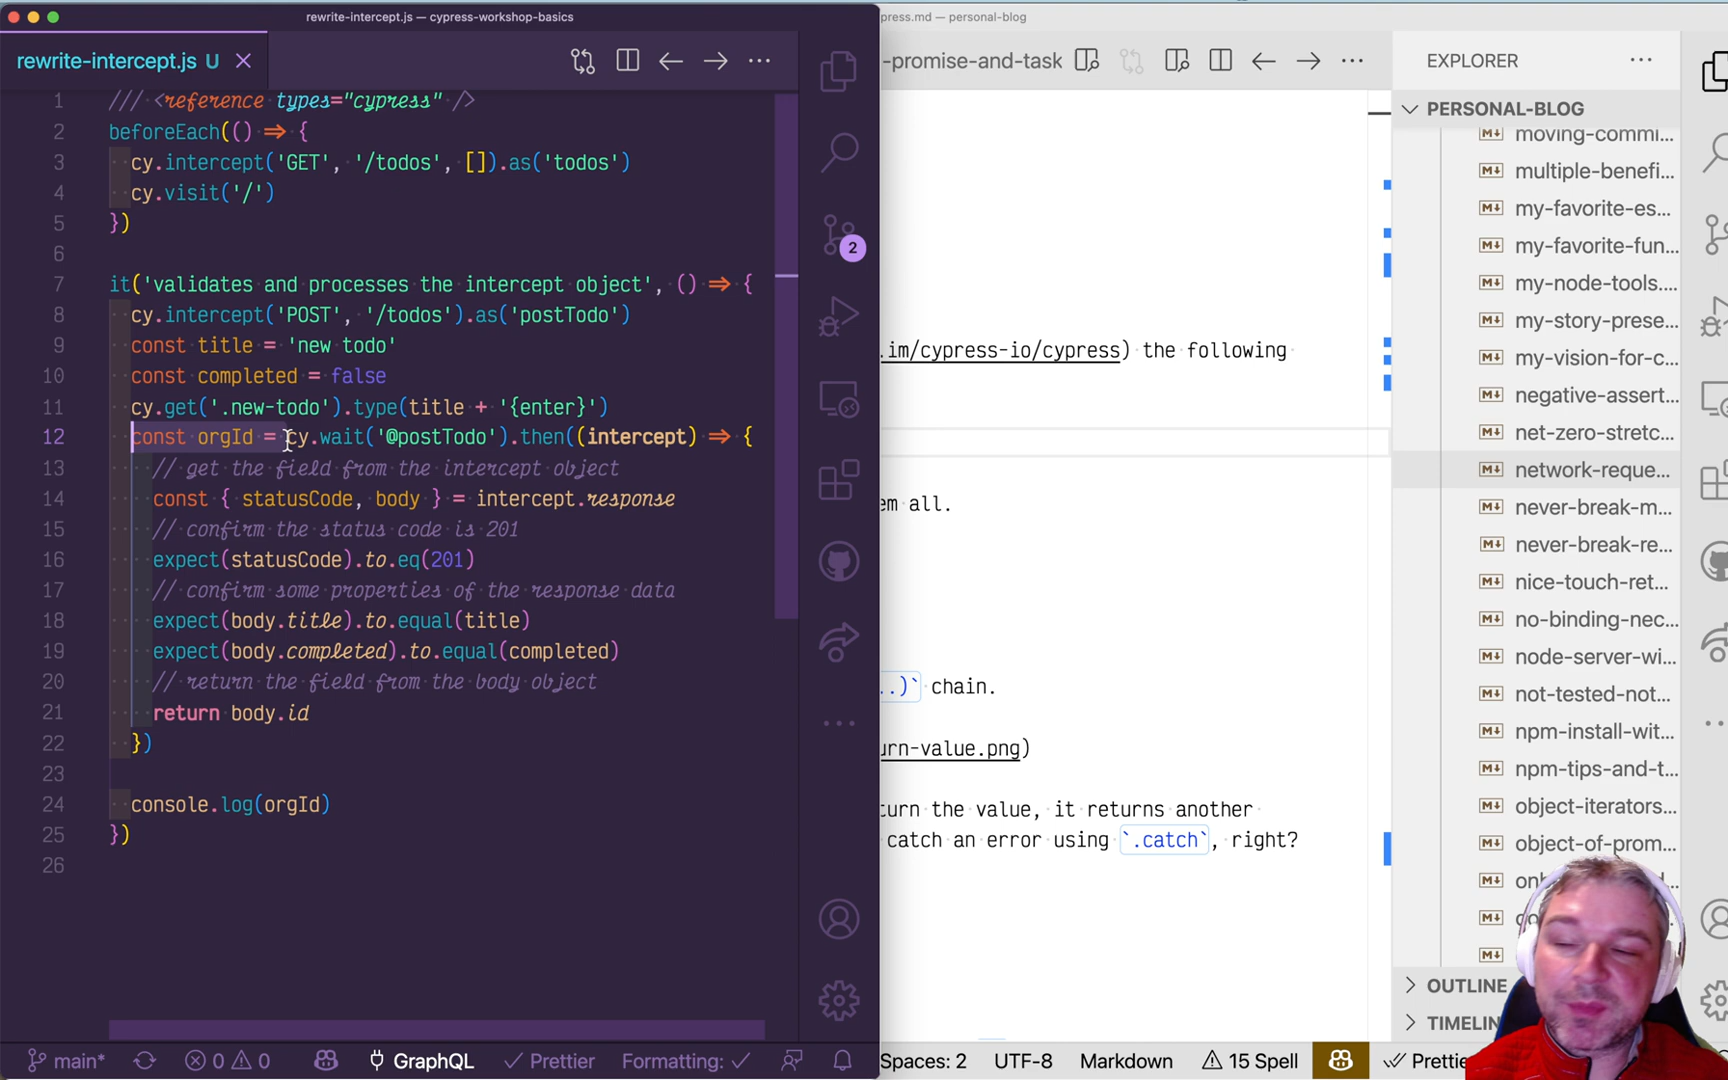 rewrite-intercept.js — cypress-workshop-basics
rewrite-intercept.js U
1 /// <reference types="cypress" />
2 beforeEach(() => {
3 cy.intercept('GET', '/todos', []).as('todos')
4 cy.visit('/')
5 })
6
7 it('validates and processes the intercept object', () => {
8 cy.intercept('POST', '/todos').as('postTodo')
9 const title = 'new todo'
10 const completed = false
11 cy.get('.new-todo').type(title + '{enter}')
12 const orgId = cy.wait('@postTodo').then((intercept) => {
13 // get the field from the intercept object
14 const { statusCode, body } = intercept.response
15 // confirm the status code is 201
16 expect(statusCode).to.eq(201)
17 // confirm some properties of the response data
18 expect(body.title).to.equal(title)
19 expect(body.completed).to.equal(completed)
20 // return the field from the body object
21 return body.id
22 })
23
24 console.log(orgId)
25 })
26
2
main* 0 0 GraphQL Prettier Formatting:
press.md — personal-blog
-promise-and-task
.im/cypress-io/cypress) the following
em all.
..)` chain.
urn-value.png)
turn the value, it returns another
catch an error using `.catch`, right?
Spaces: 2 UTF-8 Markdown 15 Spell Prettie
EXPLORER
PERSONAL-BLOG
moving-commi...
multiple-benefi...
my-favorite-es...
my-favorite-fun...
my-node-tools....
my-story-prese...
my-vision-for-c...
negative-assert...
net-zero-stretc...
network-reque...
never-break-m...
never-break-re...
nice-touch-ret...
no-binding-nec...
node-server-wi...
not-tested-not...
npm-install-wit...
npm-tips-and-t...
object-iterators...
object-of-prom...
OUTLINE
TIMELIN